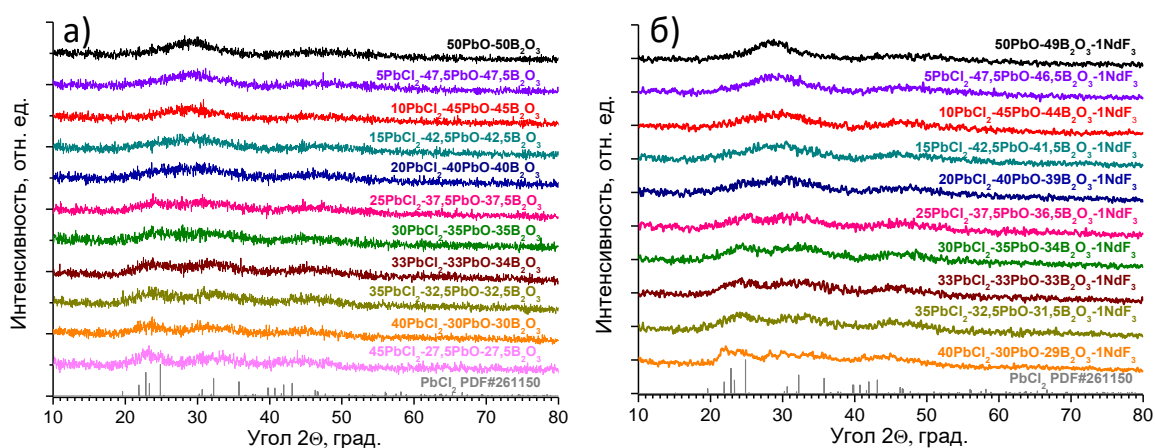 а)
50PbO-50B₂O₃
5PbCl₂-47,5PbO-47,5B₂O₃
10PbCl₂-45PbO-45B₂O₃
15PbCl₂-42,5PbO-42,5B₂O₃
20PbCl₂-40PbO-40B₂O₃
25PbCl₂-37,5PbO-37,5B₂O₃
30PbCl₂-35PbO-35B₂O₃
33PbCl₂-33PbO-34B₂O₃
35PbCl₂-32,5PbO-32,5B₂O₃
40PbCl₂-30PbO-30B₂O₃
45PbCl₂-27,5PbO-27,5B₂O₃
PbCl₂ PDF#261150
Интенсивность, отн. ед.
10 20 30 40 50 60 70 80
Угол 2Θ, град.
б)
50PbO-49B₂O₃-1NdF₃
5PbCl₂-47,5PbO-46,5B₂O₃-1NdF₃
10PbCl₂-45PbO-44B₂O₃-1NdF₃
15PbCl₂-42,5PbO-41,5B₂O₃-1NdF₃
20PbCl₂-40PbO-39B₂O₃-1NdF₃
25PbCl₂-37,5PbO-36,5B₂O₃-1NdF₃
30PbCl₂-35PbO-34B₂O₃-1NdF₃
33PbCl₂-33PbO-33B₂O₃-1NdF₃
35PbCl₂-32,5PbO-31,5B₂O₃-1NdF₃
40PbCl₂-30PbO-29B₂O₃-1NdF₃
PbCl₂ PDF#261150
Интенсивность, отн. ед.
10 20 30 40 50 60 70 80
Угол 2Θ, град.